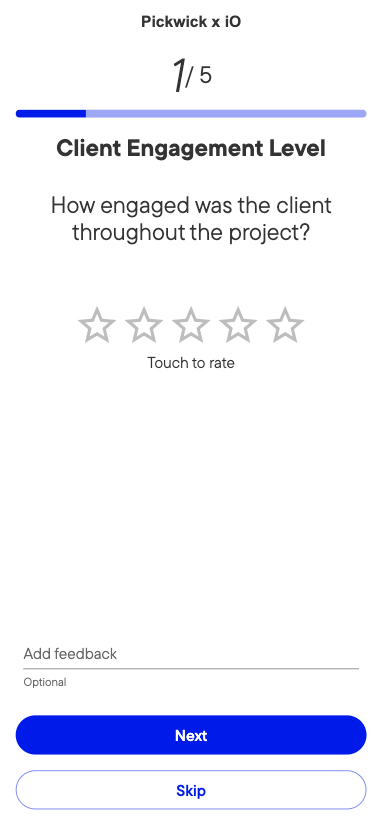 Pickwick x iO
1/ 5
Client Engagement Level
How engaged was the client
throughout the project?
Touch to rate
Add feedback
Optional
Next
Skip